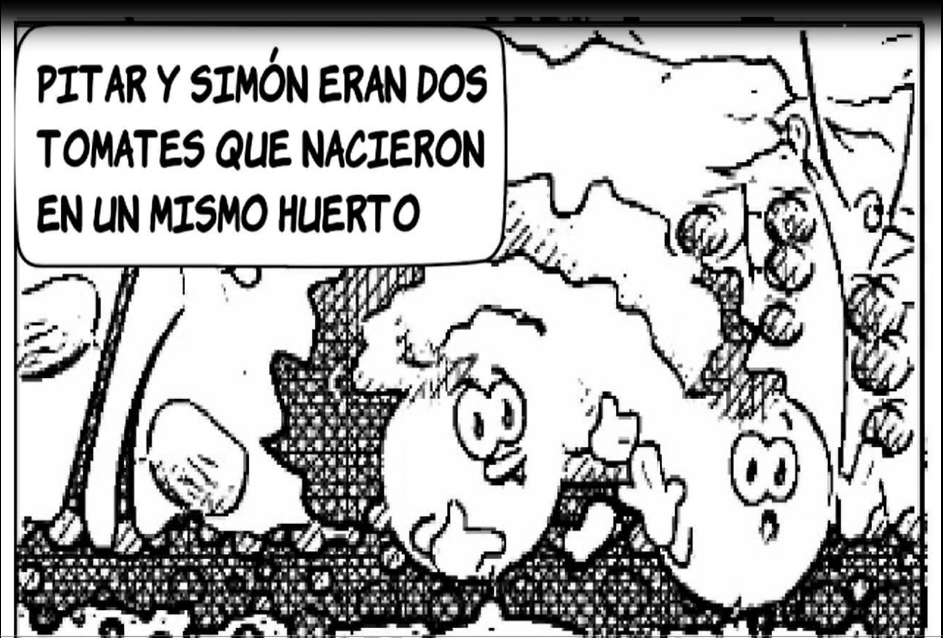 PITAR Y SIMÓN ERAN DOS
TOMATES QUE NACIERON
EN UN MISMO HUERTO